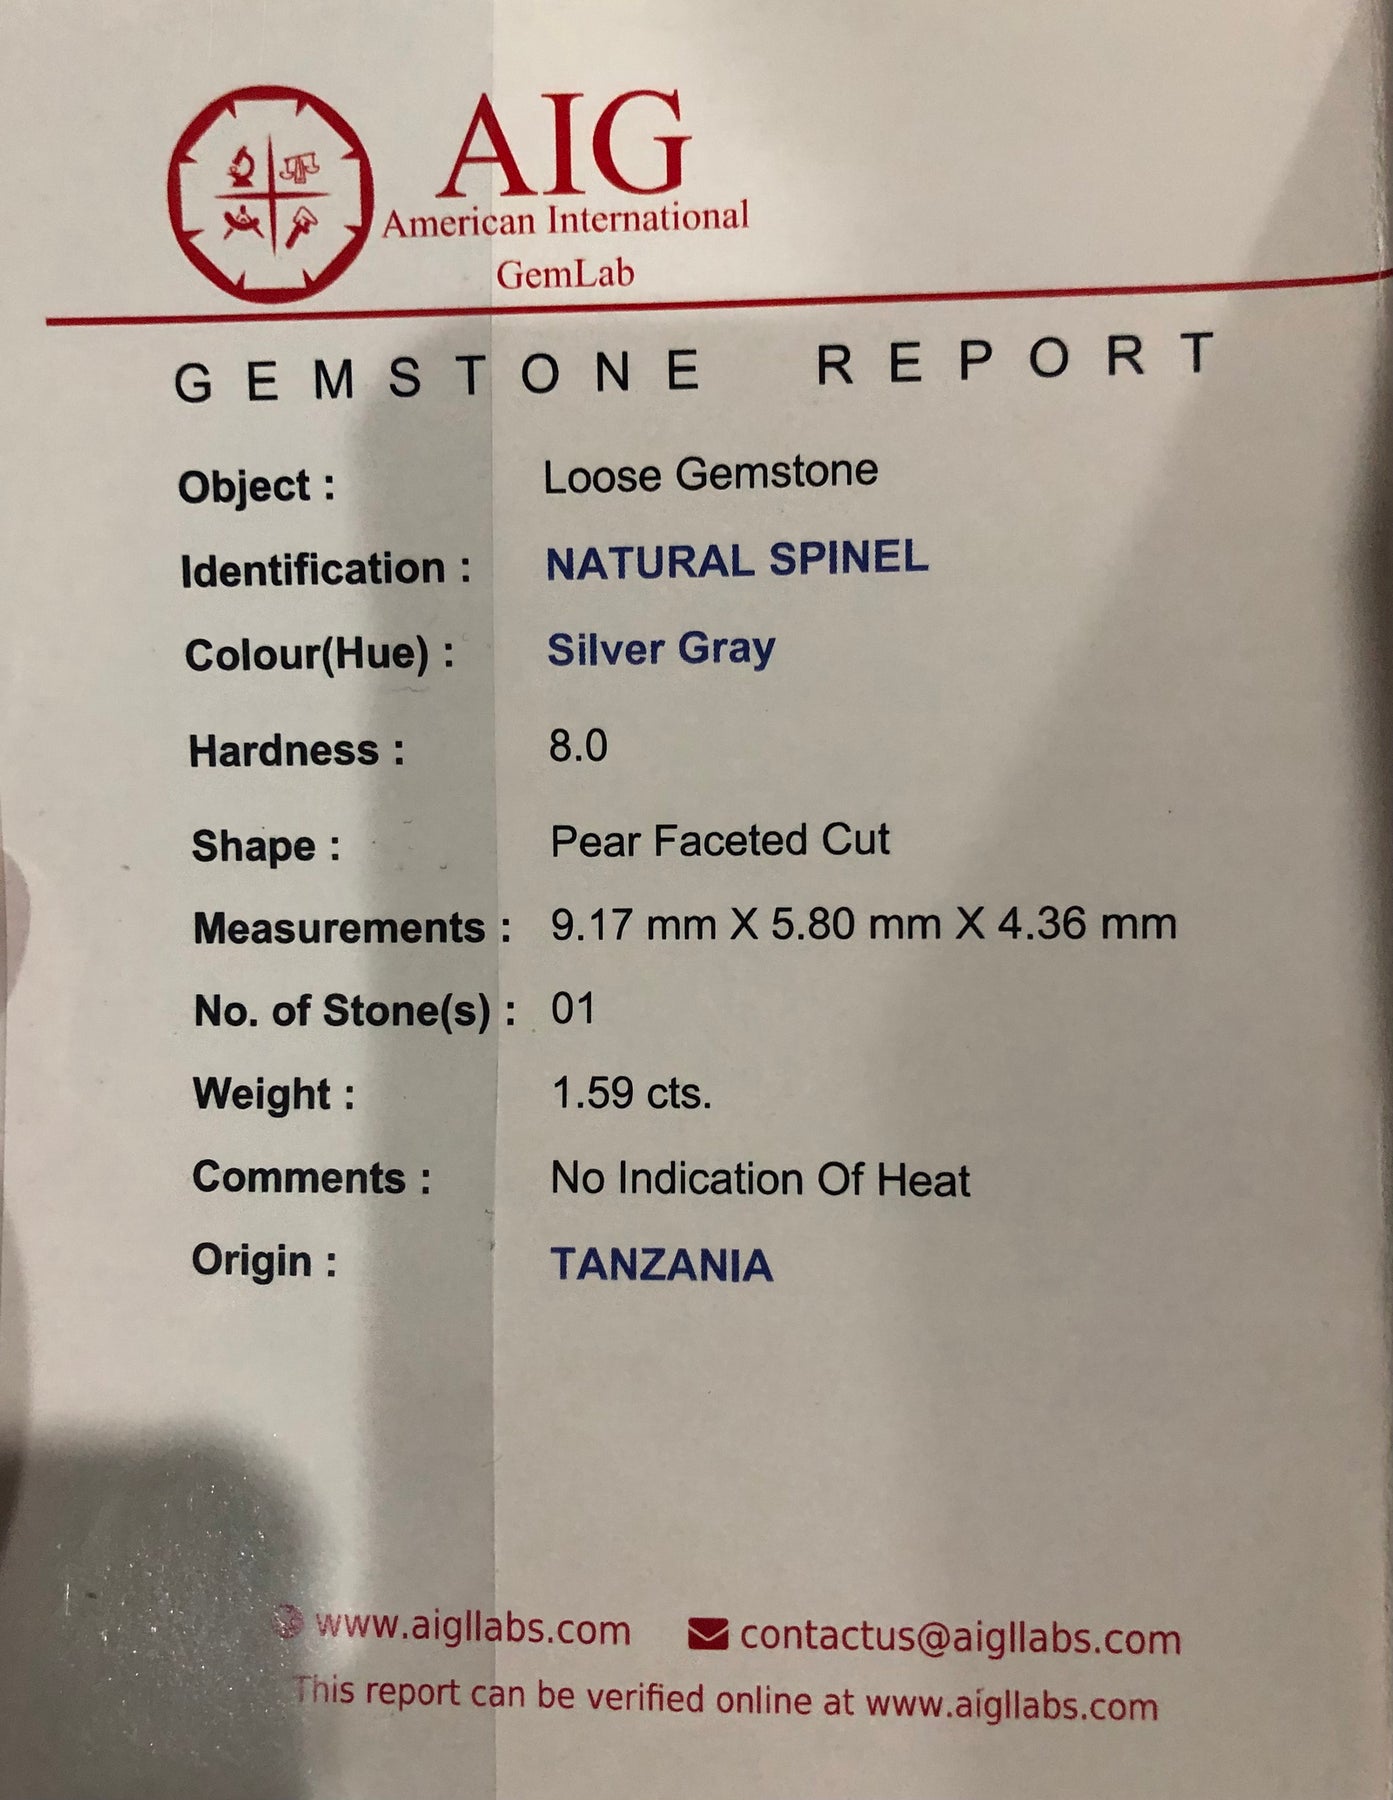 AIG
American International
GemLab
GEMSTONE REPORT
Object : Loose Gemstone
Identification : NATURAL SPINEL
Colour(Hue) : Silver Gray
Hardness : 8.0
Shape : Pear Faceted Cut
Measurements : 9.17 mm X 5.80 mm X 4.36 mm
No. of Stone(s) : 01
Weight : 1.59 cts.
Comments : No Indication Of Heat
Origin : TANZANIA
www.aigllabs.com contactus@aigllabs.com
This report can be verified online at www.aigllabs.com